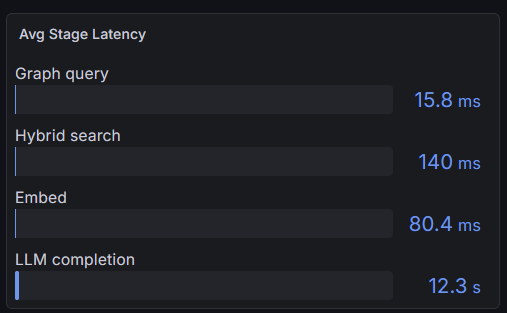 Avg Stage Latency
Graph query
15.8 ms
Hybrid search
140 ms
Embed
80.4 ms
LLM completion
12.3 s